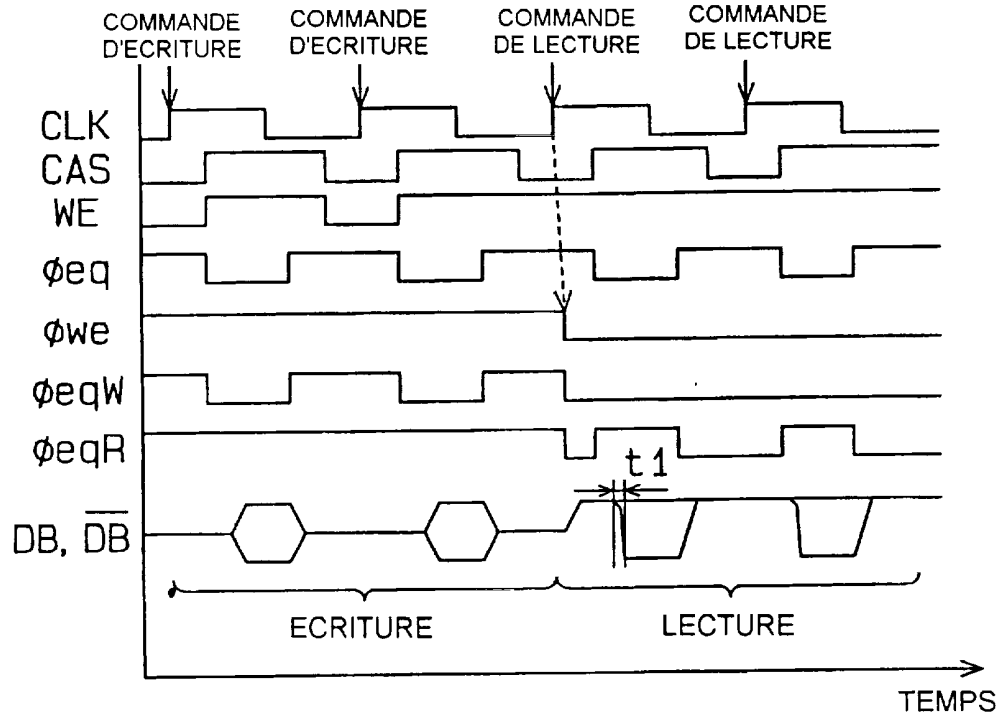 COMMANDE
D'ECRITURE
COMMANDE
D'ECRITURE
COMMANDE
DE LECTURE
COMMANDE
DE LECTURE
CLK
CAS
WE
φeq
φwe
φeqW
φeqR
t1
DB, D̅B̅
ECRITURE
LECTURE
TEMPS